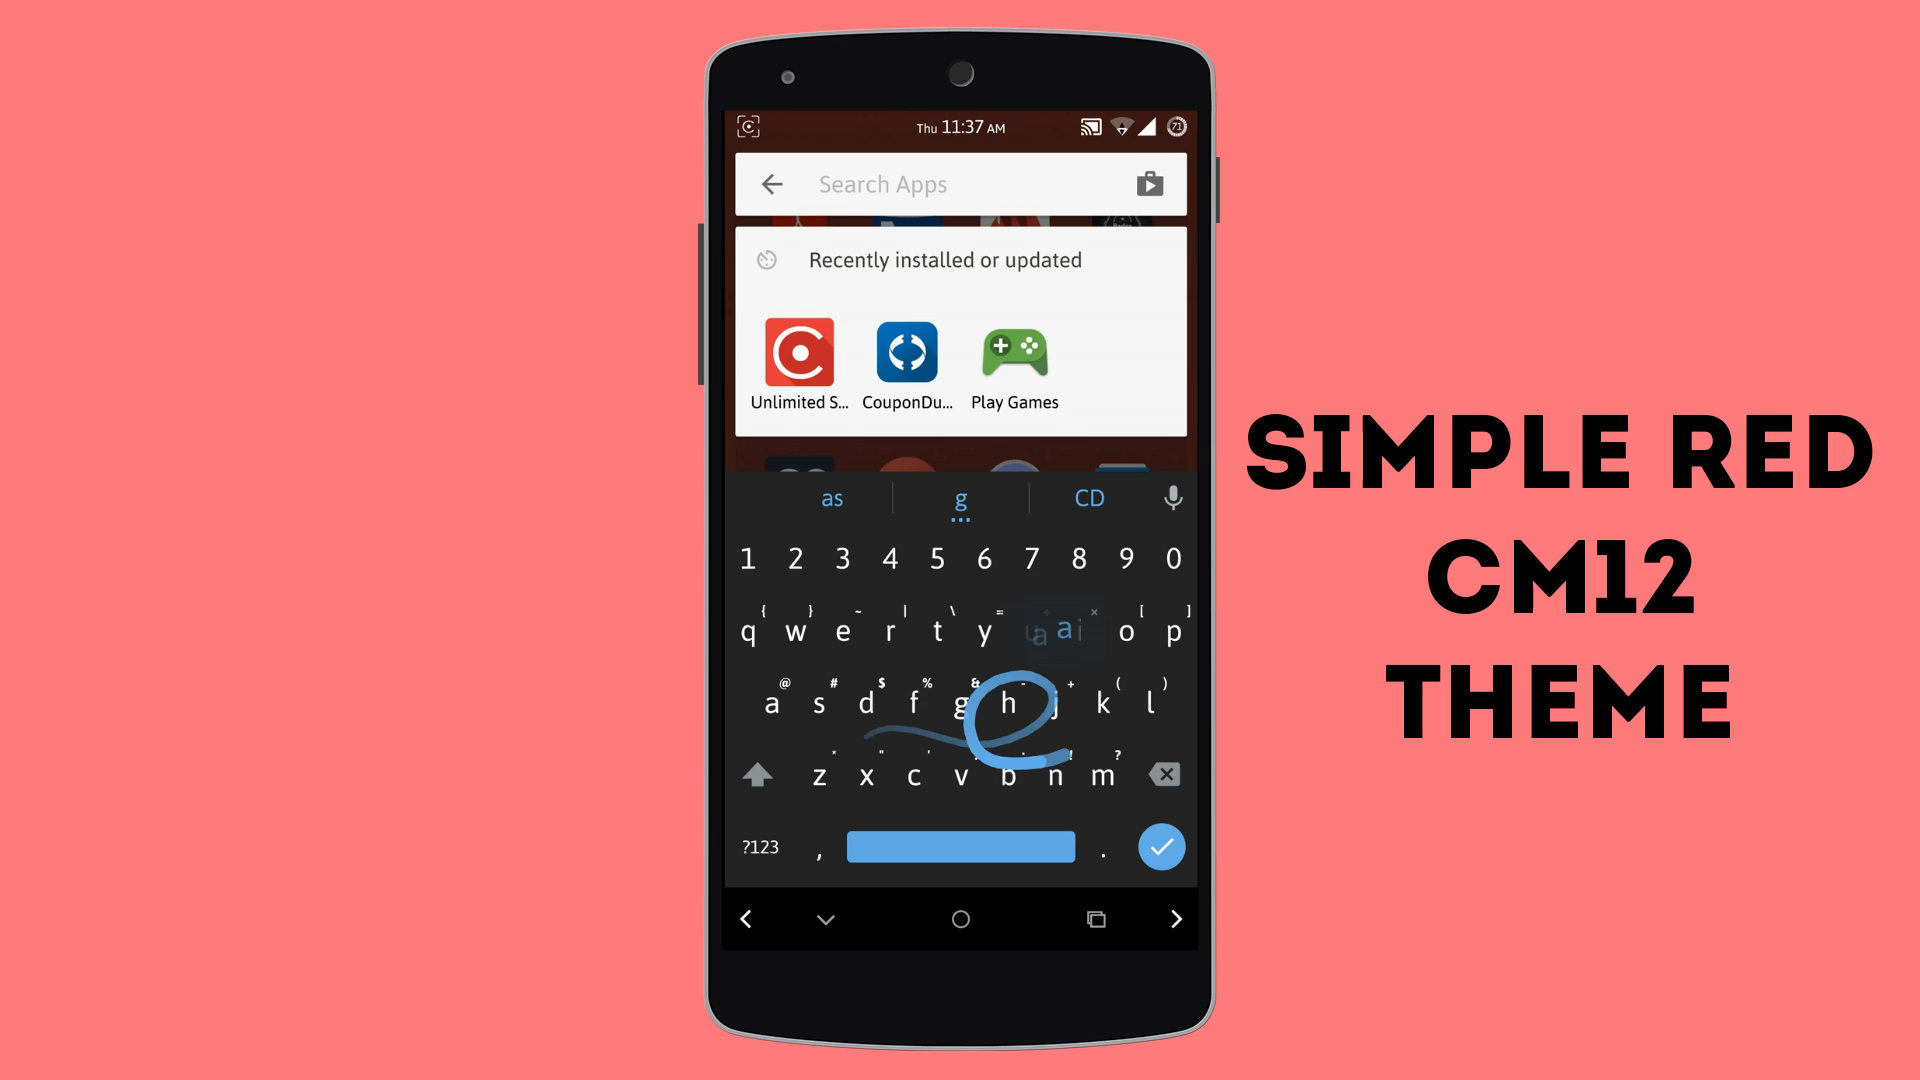 Thu 11:37 AM
71
Search Apps
Recently installed or updated
Unlimited S... CouponDu... Play Games
as g CD
1 2 3 4 5 6 7 8 9 0
{ } ~ | \ = ÷ × [ ]
q w e r t y u a a i o p
@ # $ % & - + ( )
a s d f g h j k l
* " ' : ; ! ?
z x c v b n m
?123 , .
SIMPLE RED
CM12
THEME